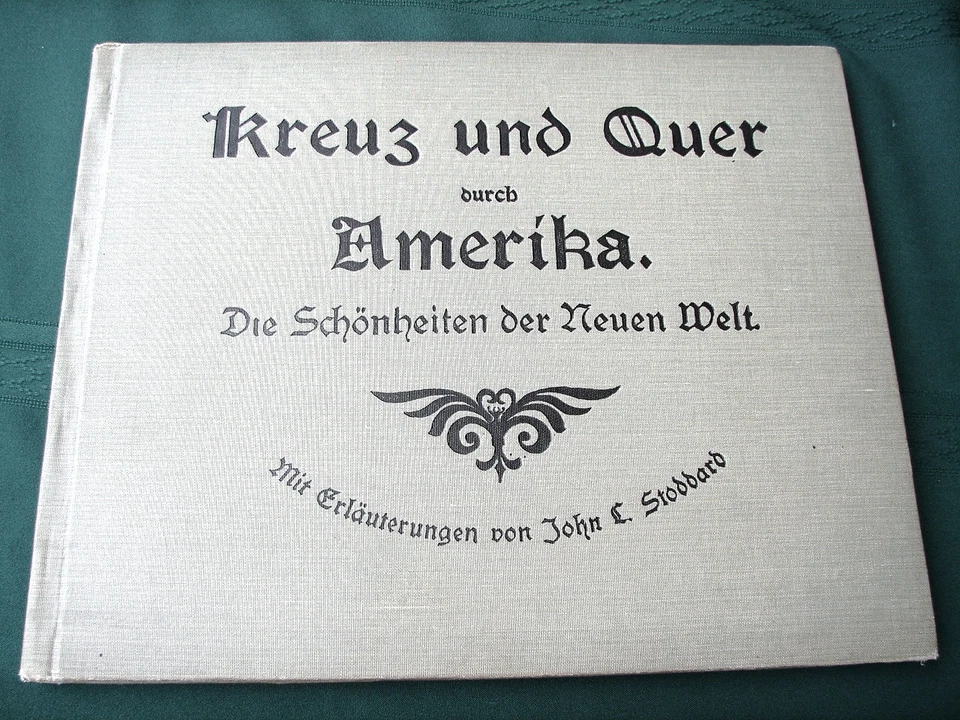 Kreuz und Quer
durch
Amerika.
Die Schönheiten der Neuen Welt.
Mit Erläuterungen von John L. Stoddard